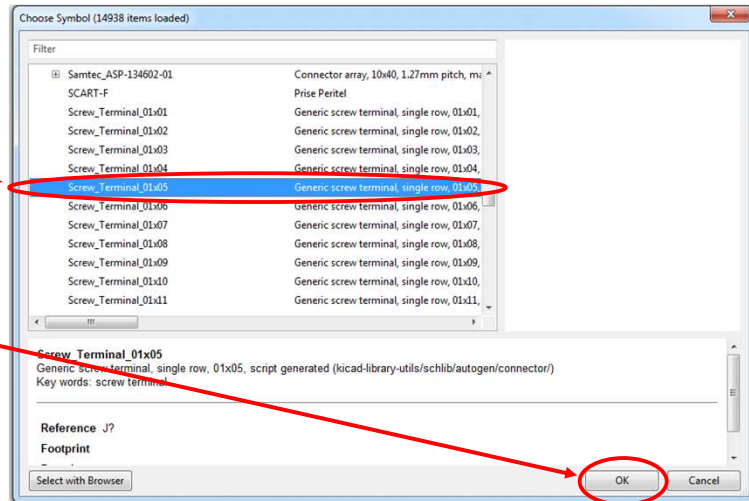 Choose Symbol (14938 items loaded)
Filter
Samtec_ASP-134602-01 Connector array, 10x40, 1.27mm pitch, ma
SCART-F Prise Peritel
Screw_Terminal_01x01 Generic screw terminal, single row, 01x01,
Screw_Terminal_01x02 Generic screw terminal, single row, 01x02,
Screw_Terminal_01x03 Generic screw terminal, single row, 01x03,
Screw_Terminal_01x04 Generic screw terminal, single row, 01x04,
Screw_Terminal_01x05 Generic screw terminal, single row, 01x05,
Screw_Terminal_01x06 Generic screw terminal, single row, 01x06,
Screw_Terminal_01x07 Generic screw terminal, single row, 01x07,
Screw_Terminal_01x08 Generic screw terminal, single row, 01x08,
Screw_Terminal_01x09 Generic screw terminal, single row, 01x09,
Screw_Terminal_01x10 Generic screw terminal, single row, 01x10,
Screw_Terminal_01x11 Generic screw terminal, single row, 01x11,
Screw_Terminal_01x05
Generic screw terminal, single row, 01x05, script generated (kicad-library-utils/schlib/autogen/connector/)
Key words: screw terminal
Reference J?
Footprint
Select with Browser OK Cancel